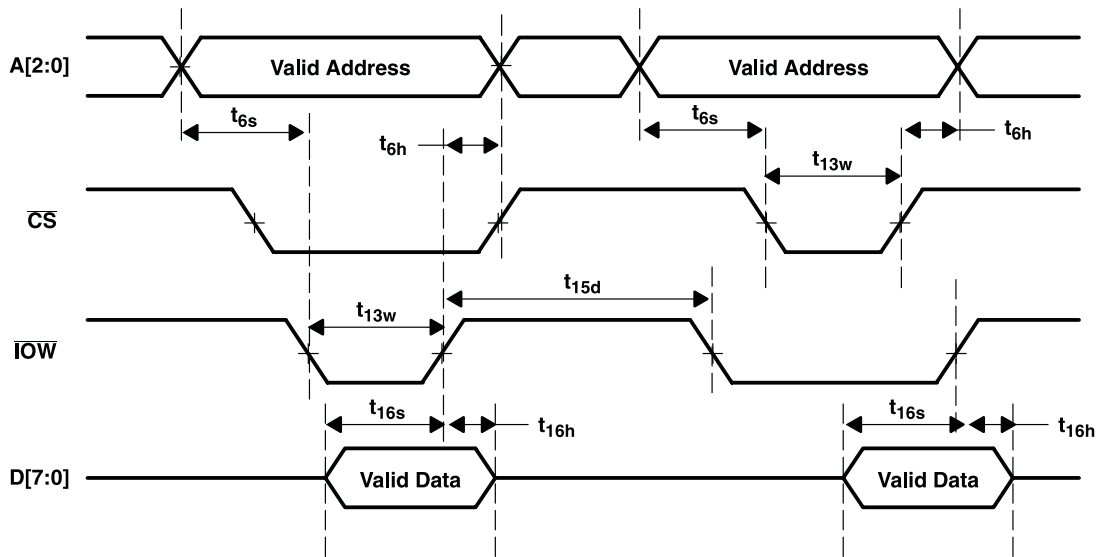 A[2:0] Valid Address Valid Address
t6s t6h t6s t6h
t13w
CS
t15d
t13w
IOW
t16s t16h t16s t16h
D[7:0] Valid Data Valid Data